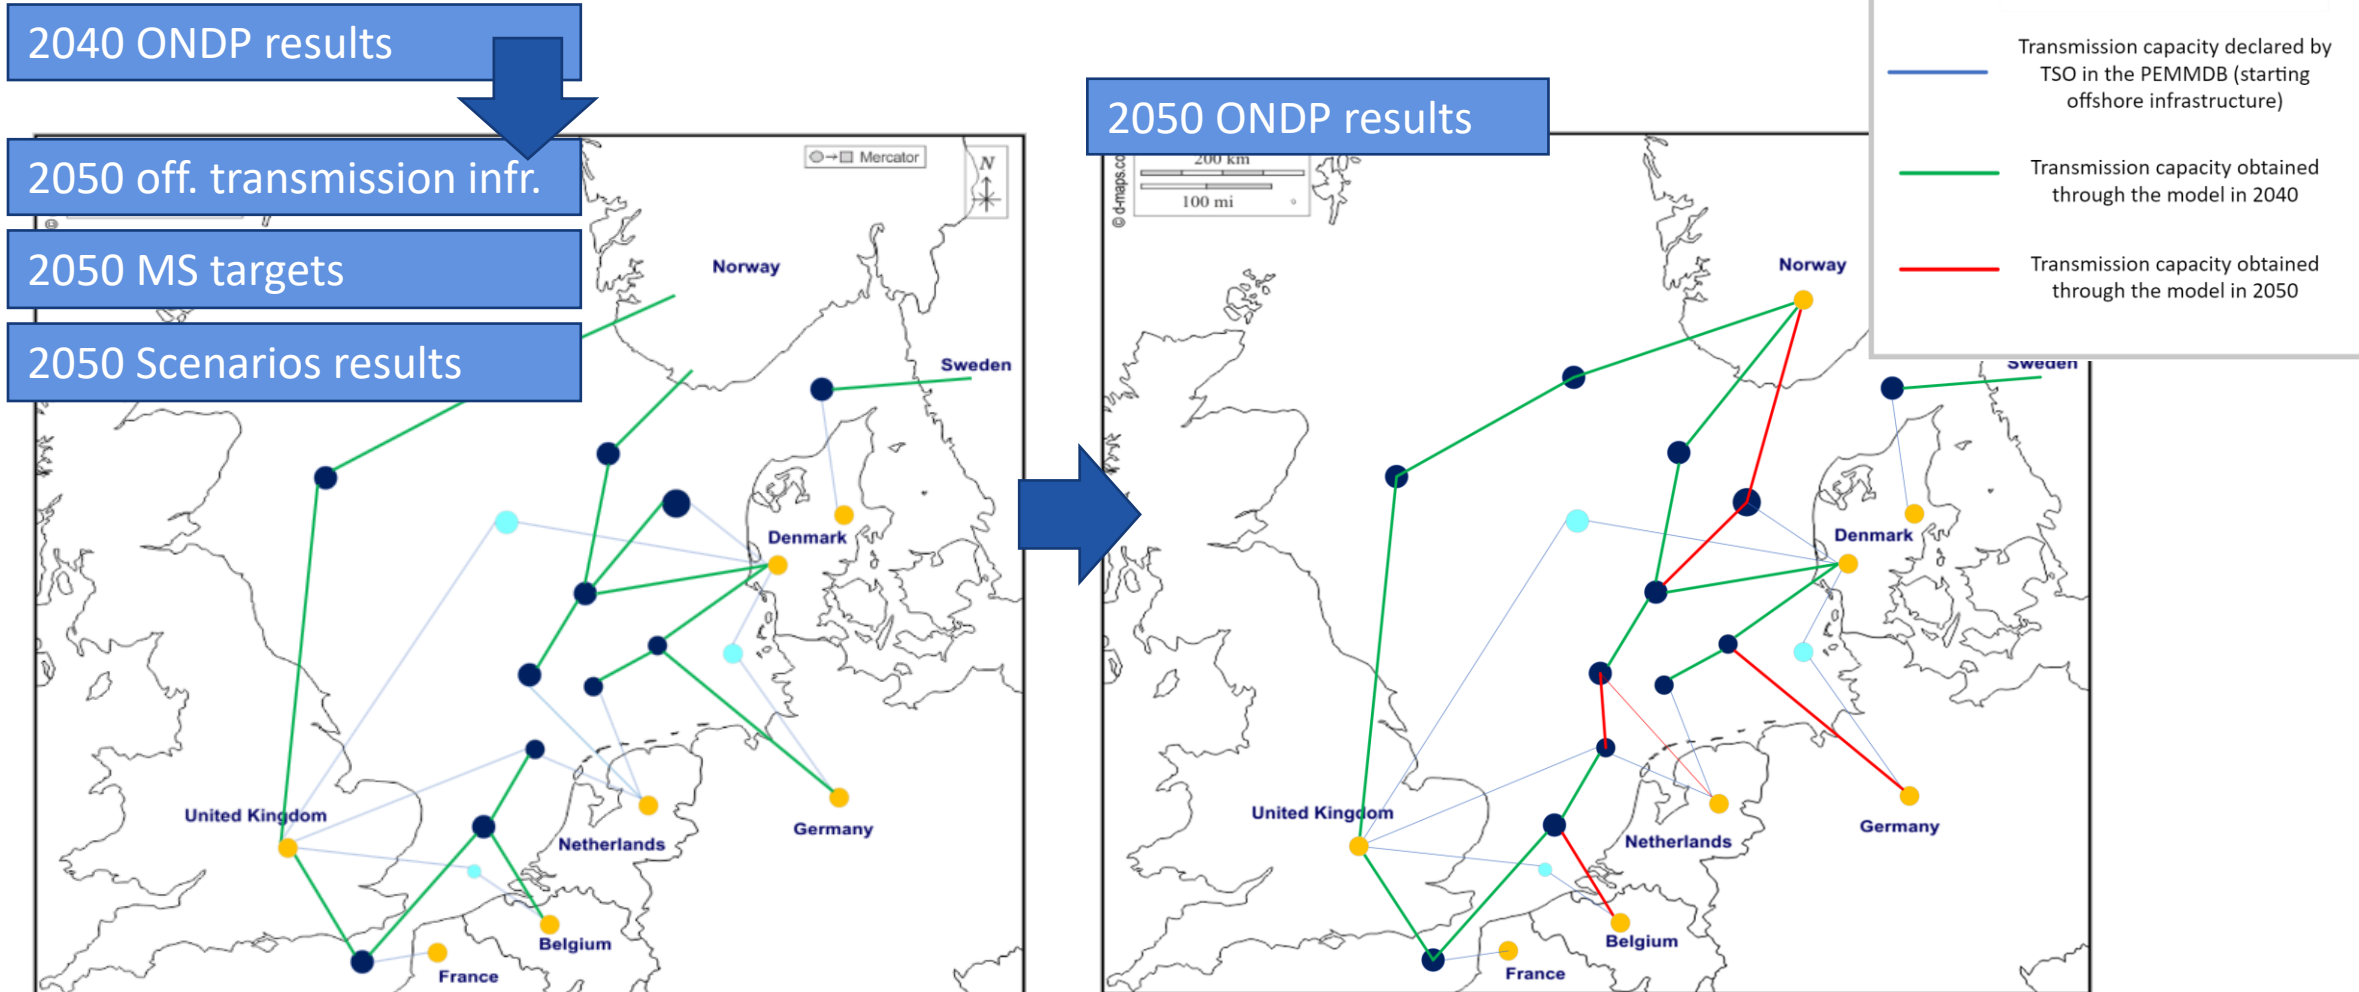 2040 ONDP results
2050 off. transmission infr.
2050 MS targets
2050 Scenarios results
Mercator
N
Norway
Sweden
Denmark
United Kingdom
Netherlands
Germany
Belgium
France
2050 ONDP results
© d-maps.co
200 km
100 mi
Norway
Sweden
Denmark
United Kingdom
Netherlands
Germany
Belgium
France
Transmission capacity declared by
TSO in the PEMMDB (starting
offshore infrastructure)
Transmission capacity obtained
through the model in 2040
Transmission capacity obtained
through the model in 2050